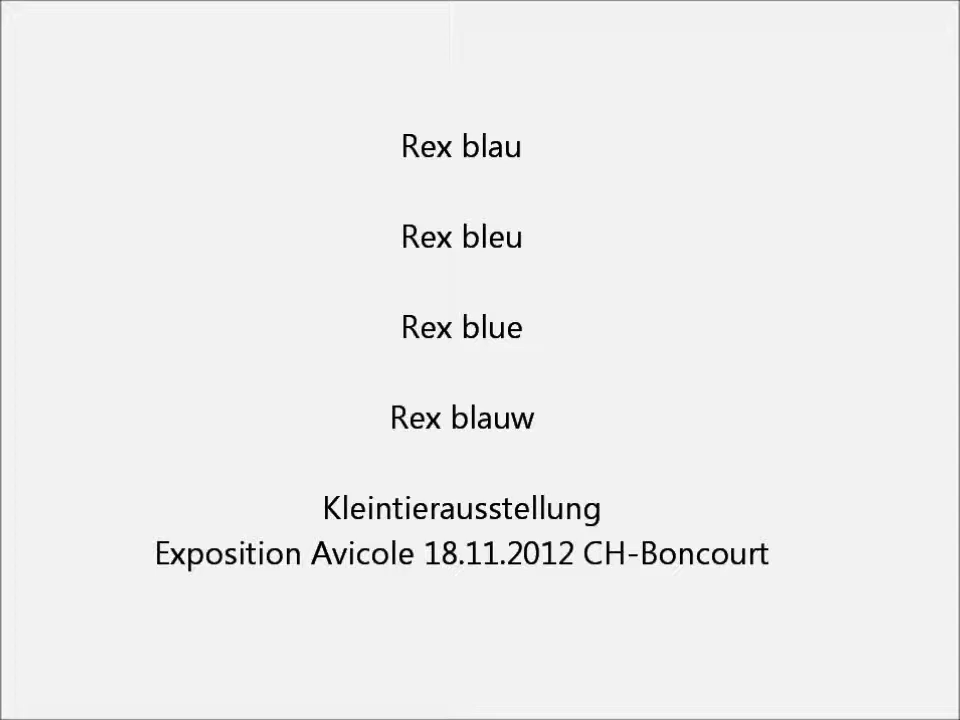 Rex blau
Rex bleu
Rex blue
Rex blauw
Kleintierausstellung
Exposition Avicole 18.11.2012 CH-Boncourt